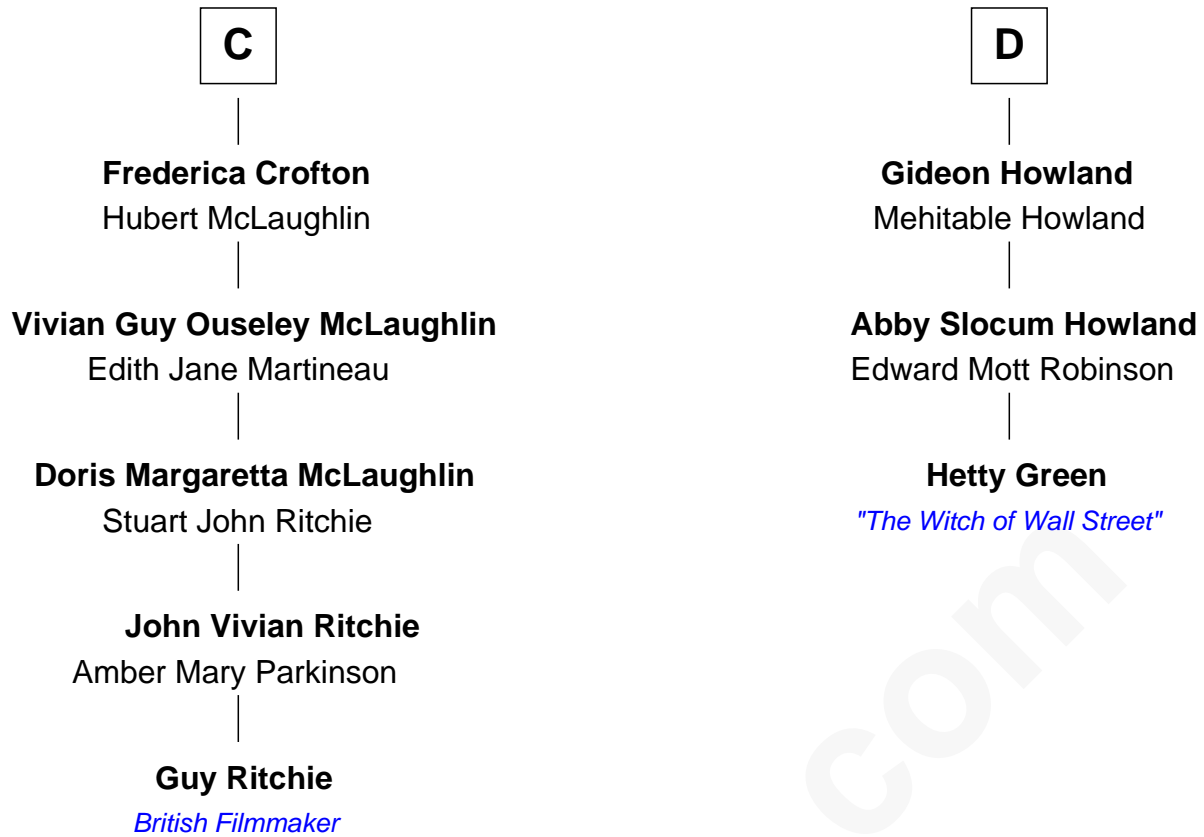 C
Frederica Crofton
Hubert McLaughlin
Vivian Guy Ouseley McLaughlin
Edith Jane Martineau
Doris Margaretta McLaughlin
Stuart John Ritchie
John Vivian Ritchie
Amber Mary Parkinson
Guy Ritchie
British Filmmaker
D
Gideon Howland
Mehitable Howland
Abby Slocum Howland
Edward Mott Robinson
Hetty Green
"The Witch of Wall Street"
com